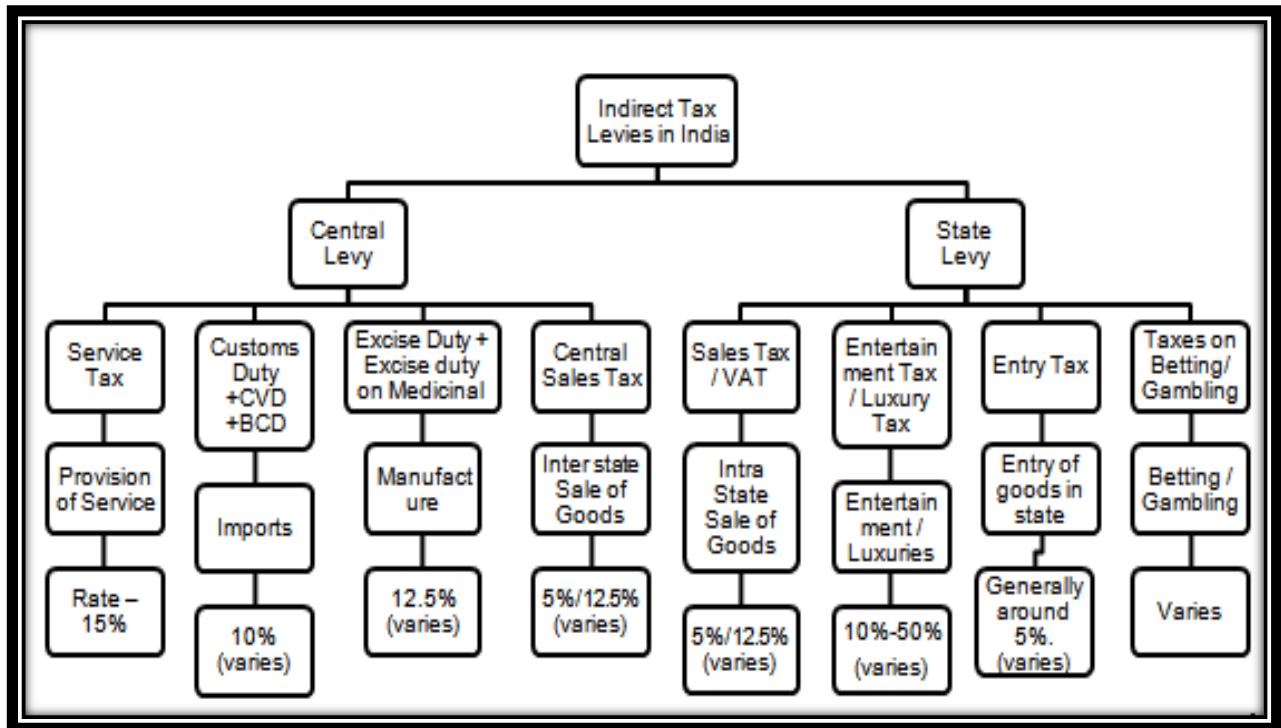 Indirect Tax
Levies in India
Central
Levy
State
Levy
Service
Tax
Customs
Duty
+CVD
+BCD
Excise Duty +
Excise duty
on Medicinal
Central
Sales Tax
Sales Tax
/ VAT
Entertain
ment Tax
/ Luxury
Tax
Entry Tax
Taxes on
Betting/
Gambling
Provision
of Service
Imports
Manufact
ure
Inter state
Sale of
Goods
Intra
State
Sale of
Goods
Entertain
ment /
Luxuries
Entry of
goods in
state
Betting /
Gambling
Rate –
15%
10%
(varies)
12.5%
(varies)
5%/12.5%
(varies)
5%/12.5%
(varies)
10%-50%
(varies)
Generally
around
5%.
(varies)
Varies